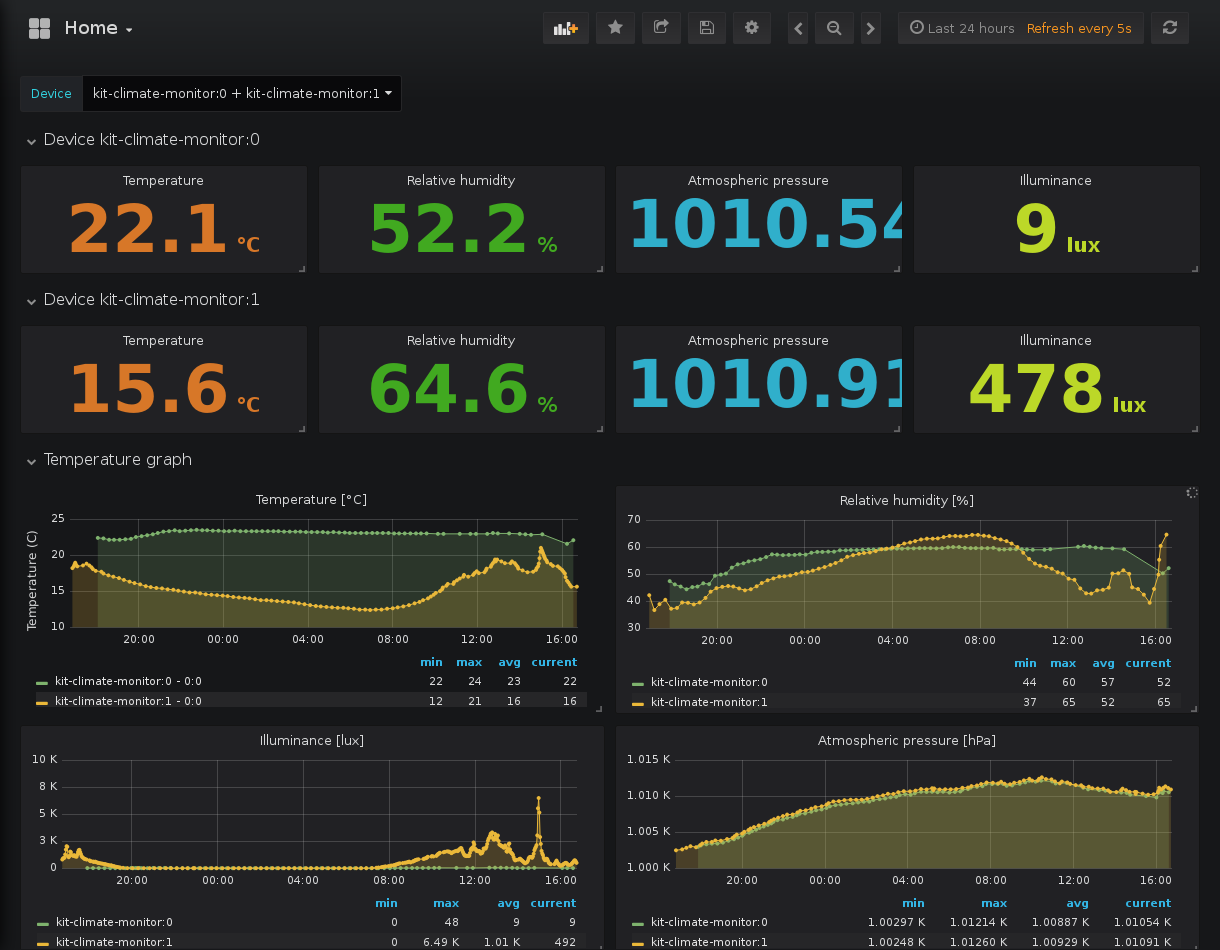 Home
Last 24 hours Refresh every 5s
Device kit-climate-monitor:0 + kit-climate-monitor:1
Device kit-climate-monitor:0
Temperature Relative humidity Atmospheric pressure Illuminance
22.1 °C 52.2 % 1010.54 9 lux
Device kit-climate-monitor:1
Temperature Relative humidity Atmospheric pressure Illuminance
15.6 °C 64.6 % 1010.91 478 lux
Temperature graph
Temperature [°C]
Temperature (C)
25
20
15
10
20:00 00:00 04:00 08:00 12:00 16:00
min max avg current
kit-climate-monitor:0 - 0:0 22 24 23 22
kit-climate-monitor:1 - 0:0 12 21 16 16
Relative humidity [%]
70
60
50
40
30
20:00 00:00 04:00 08:00 12:00 16:00
min max avg current
kit-climate-monitor:0 44 60 57 52
kit-climate-monitor:1 37 65 52 65
Illuminance [lux]
10 K
8 K
5 K
3 K
0
20:00 00:00 04:00 08:00 12:00 16:00
min max avg current
kit-climate-monitor:0 0 48 9 9
kit-climate-monitor:1 0 6.49 K 1.01 K 492
Atmospheric pressure [hPa]
1.015 K
1.010 K
1.005 K
1.000 K
20:00 00:00 04:00 08:00 12:00 16:00
min max avg current
kit-climate-monitor:0 1.00297 K 1.01214 K 1.00887 K 1.01054 K
kit-climate-monitor:1 1.00248 K 1.01260 K 1.00929 K 1.01091 K